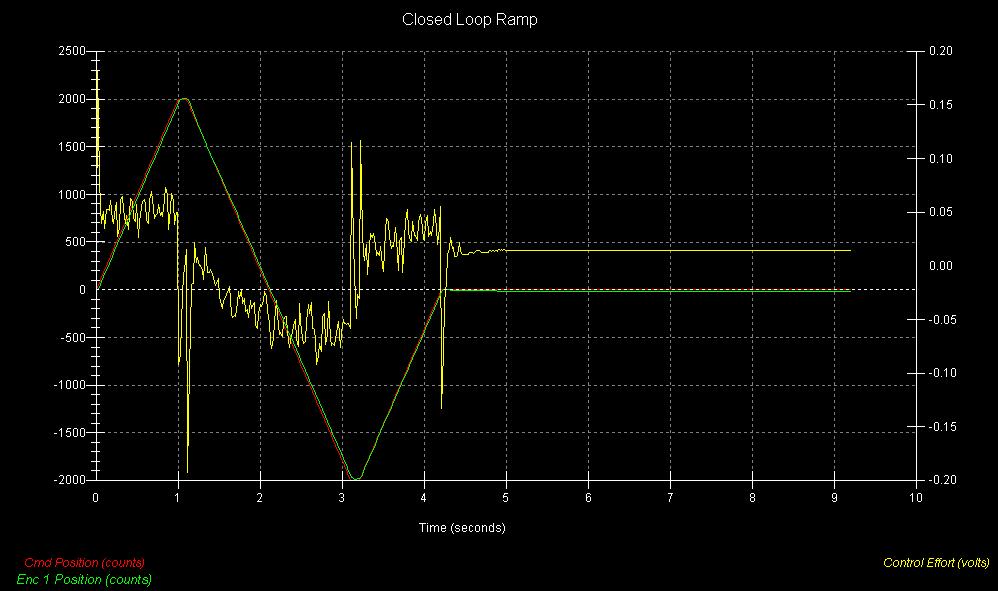 Closed Loop Ramp
2500 0.20
2000 0.15
1500 0.10
1000 0.05
500 0.00
0 -0.05
-500 -0.10
-1000 -0.15
-1500 -0.20
-2000
0 1 2 3 4 5 6 7 8 9 10
Time (seconds)
Cmd Position (counts) Control Effort (volts)
Enc 1 Position (counts)